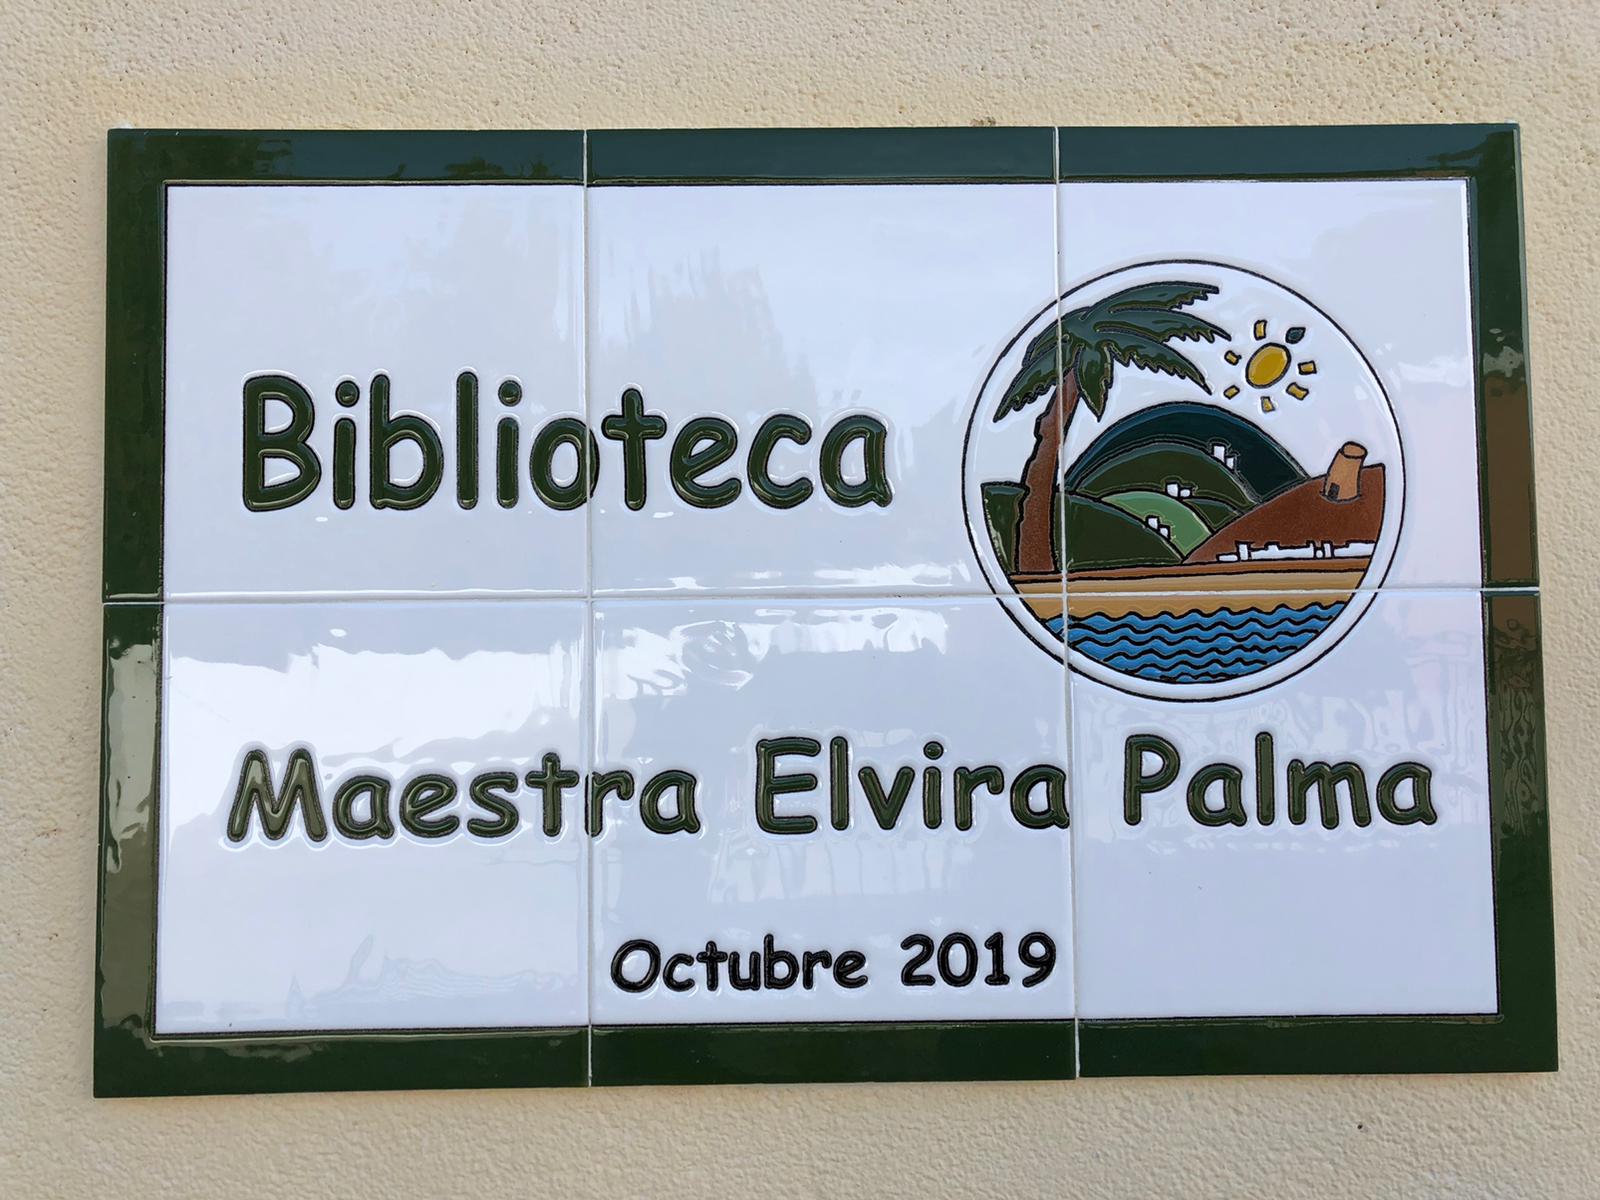 Biblioteca
Maestra Elvira Palma
Octubre 2019